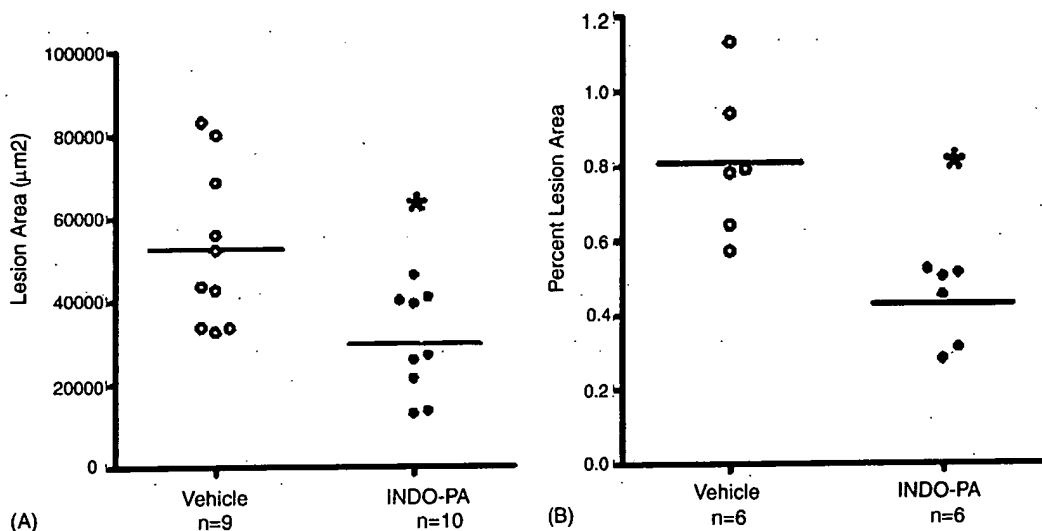 Lesion Area (μm2)
100000
80000
60000
40000
20000
0
*
Vehicle
n=9
INDO-PA
n=10
(A)
Percent Lesion Area
1.2
1.0
0.8
0.6
0.4
0.2
0.0
*
Vehicle
n=6
INDO-PA
n=6
(B)